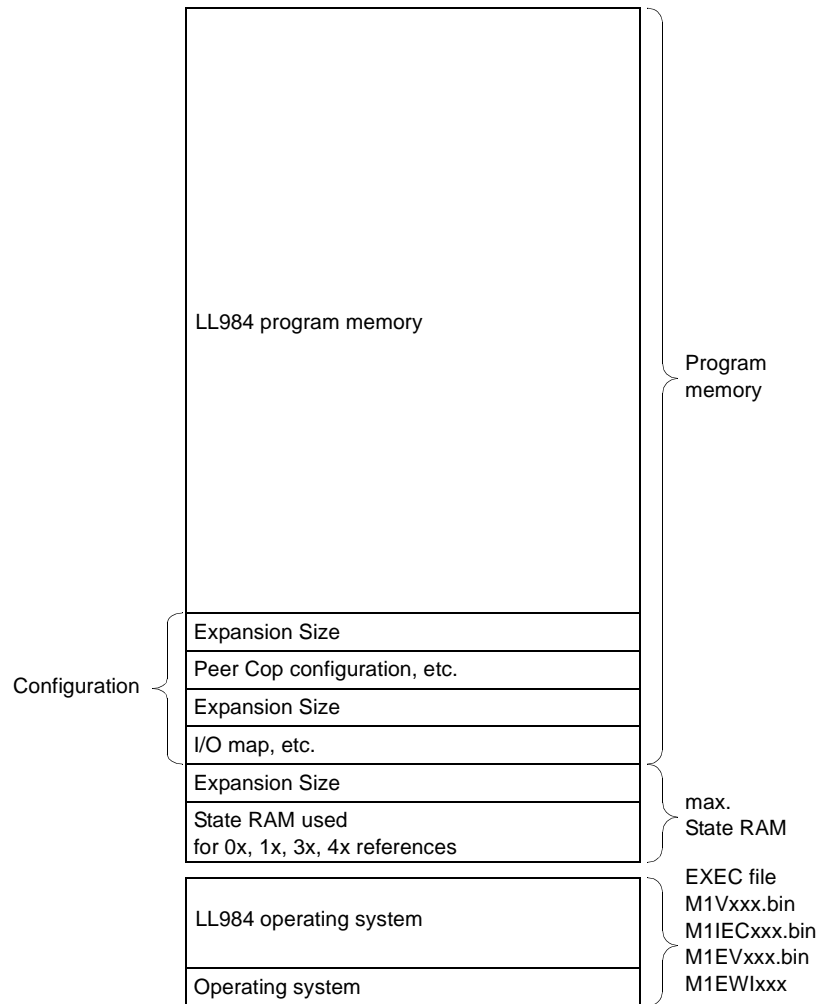 LL984 program memory
Program
memory
Configuration
Expansion Size
Peer Cop configuration, etc.
Expansion Size
I/O map, etc.
Expansion Size
State RAM used
for 0x, 1x, 3x, 4x references
max.
State RAM
LL984 operating system
Operating system
EXEC file
M1Vxxx.bin
M1IECxxx.bin
M1EVxxx.bin
M1EWIxxx